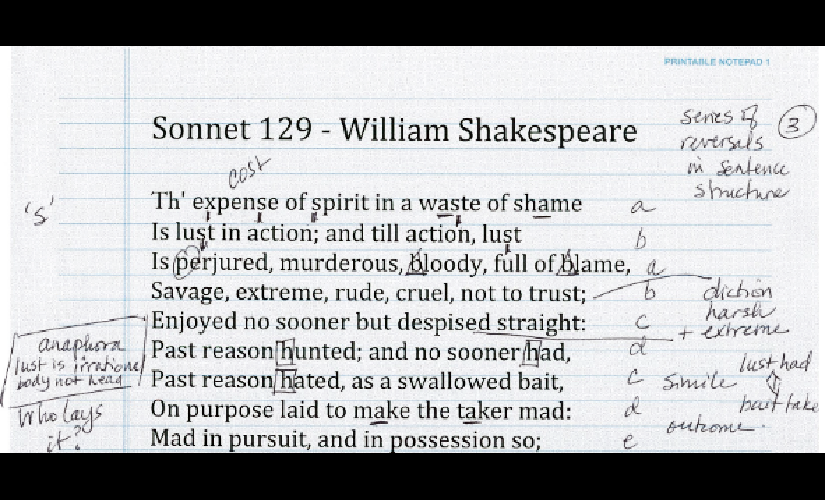 PRINTABLE NOTEPAD 1
series of
reversals
in sentence
structure
3
Sonnet 129 - William Shakespeare
cost
's'
Th' expense of spirit in a waste of shame a
Is lust in action; and till action, lust b
Is perjured, murderous, bloody, full of blame, a
Savage, extreme, rude, cruel, not to trust; b
diction
harsh
+ extreme
Enjoyed no sooner but despised straight: c
anaphora
lust is irrational
body not head
Past reason hunted; and no sooner had, d
Past reason hated, as a swallowed bait, c
simile
lust had
bait take
Who lays
it?
On purpose laid to make the taker mad: d
outcome.
Mad in pursuit, and in possession so; e